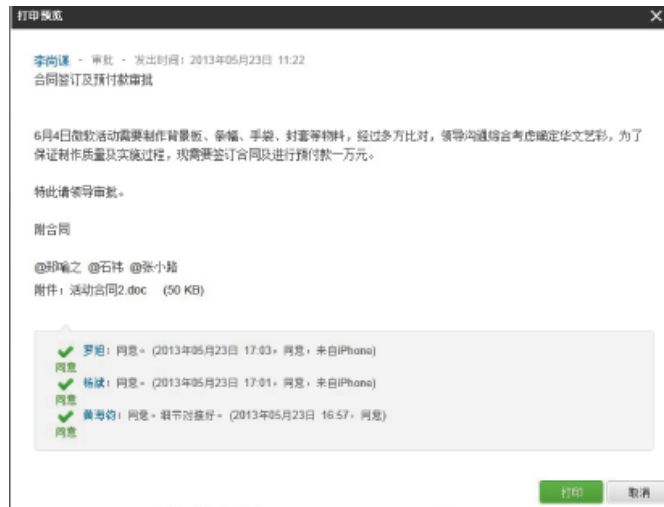 打印预览
李尚谦 - 审批 - 发出时间: 2013年05月23日 11:22
合同签订及预付款审批
6月4日微软活动需要制作背景板、条幅、手袋、封套等物料，经过多方比对，领导沟通综合考虑确定华文艺彩，为了
保证制作质量及实施过程，现需要签订合同及进行预付款一万元。
特此请领导审批。
附合同
@郑喻之 @石祎 @张小路
附件: 活动合同2.doc (50 KB)
罗旭: 同意。(2013年05月23日 17:03, 同意, 来自iPhone)
同意
杨斌: 同意。(2013年05月23日 17:01, 同意, 来自iPhone)
同意
黄海钧: 同意。细节对接好。(2013年05月23日 16:57, 同意)
同意
打印 取消